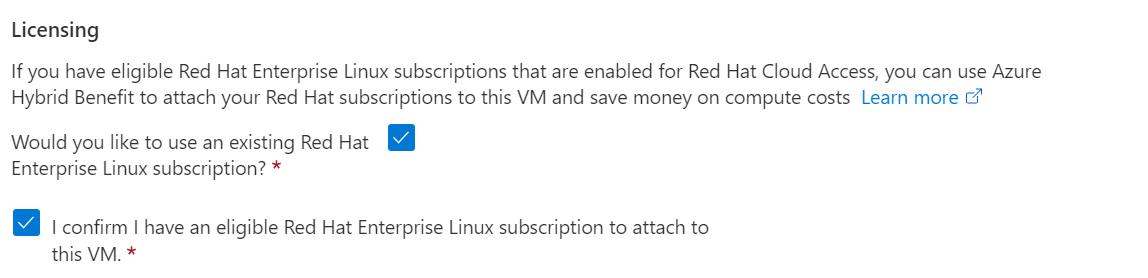 Licensing
If you have eligible Red Hat Enterprise Linux subscriptions that are enabled for Red Hat Cloud Access, you can use Azure
Hybrid Benefit to attach your Red Hat subscriptions to this VM and save money on compute costs Learn more
Would you like to use an existing Red Hat
Enterprise Linux subscription? *
I confirm I have an eligible Red Hat Enterprise Linux subscription to attach to
this VM. *